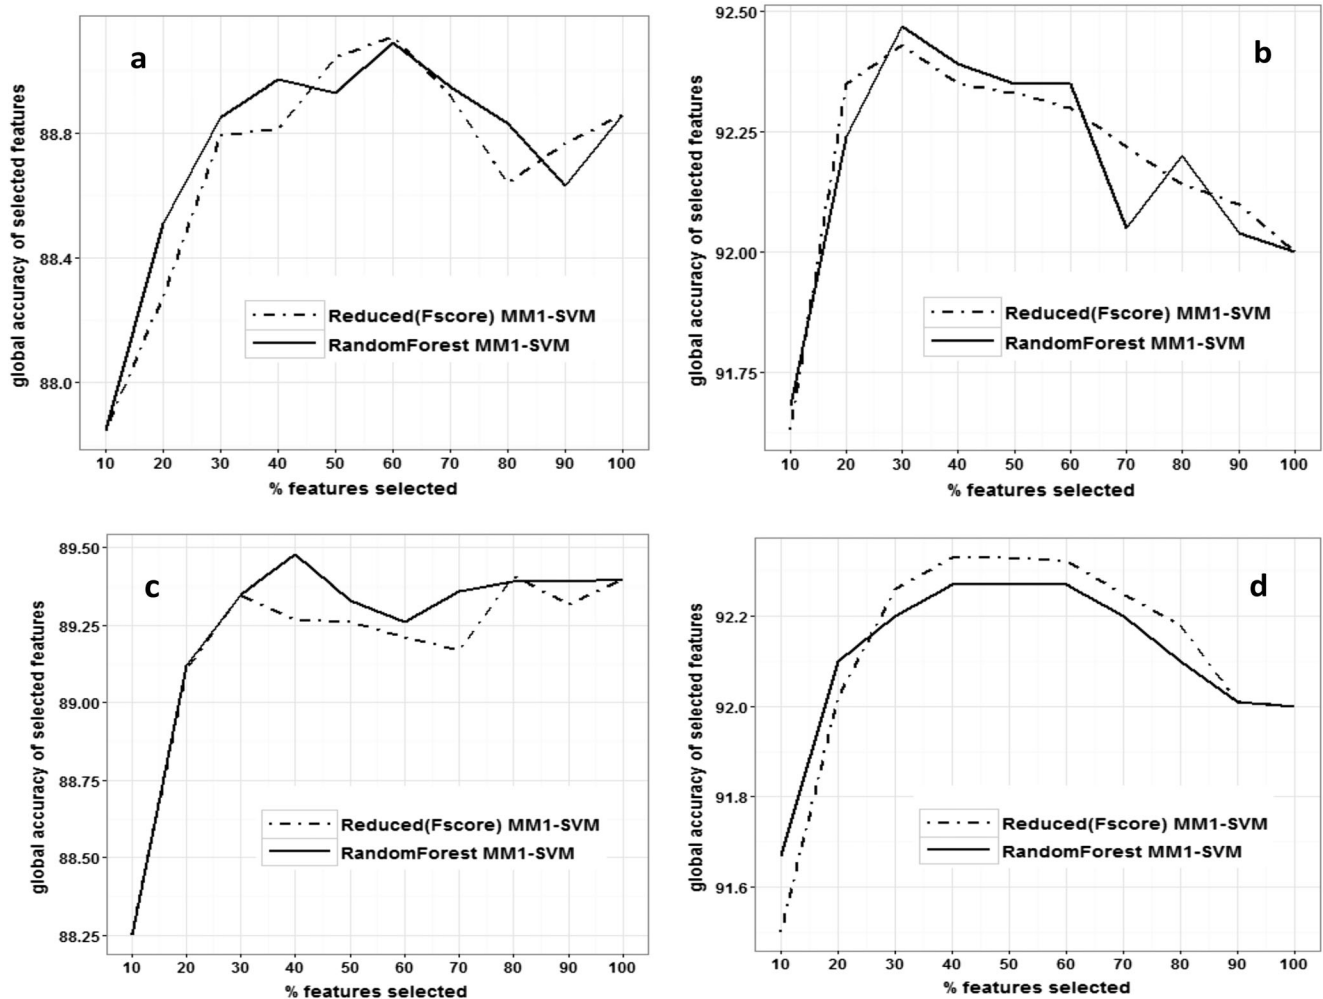 a
global accuracy of selected features
88.8
88.4
88.0
Reduced(Fscore) MM1-SVM
RandomForest MM1-SVM
10 20 30 40 50 60 70 80 90 100
% features selected
b
global accuracy of selected features
92.50
92.25
92.00
91.75
Reduced(Fscore) MM1-SVM
RandomForest MM1-SVM
10 20 30 40 50 60 70 80 90 100
% features selected
c
global accuracy of selected features
89.50
89.25
89.00
88.75
88.50
88.25
Reduced(Fscore) MM1-SVM
RandomForest MM1-SVM
10 20 30 40 50 60 70 80 90 100
% features selected
d
global accuracy of selected features
92.2
92.0
91.8
91.6
Reduced(Fscore) MM1-SVM
RandomForest MM1-SVM
10 20 30 40 50 60 70 80 90 100
% features selected